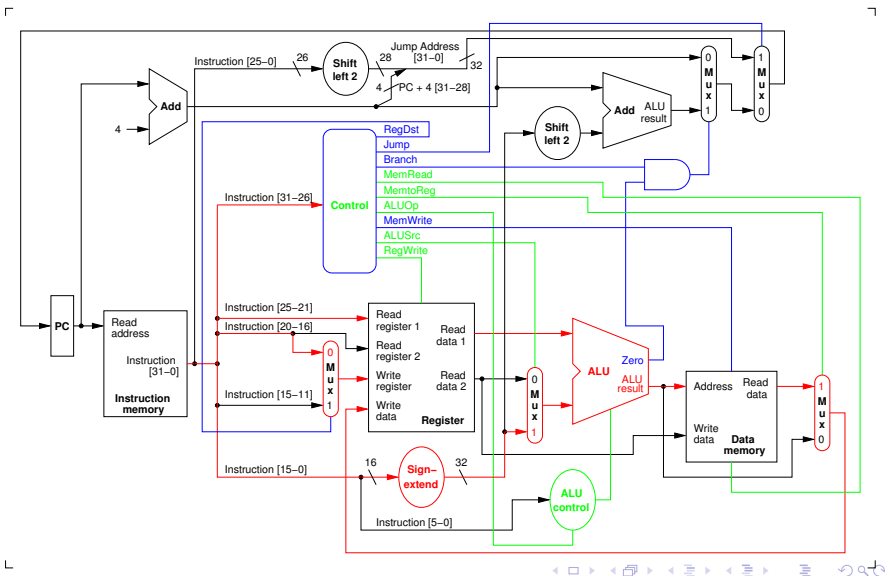 Instruction [25−0]
26
Shift
left 2
28
Jump Address
[31−0]
32
4
PC + 4 [31−28]
Add
4
Shift
left 2
Add
ALU
result
0
M
u
x
1
1
M
u
x
0
RegDst
Jump
Branch
MemRead
MemtoReg
ALUOp
MemWrite
ALUSrc
RegWrite
Control
Instruction [31−26]
PC
Read
address
Instruction
[31−0]
Instruction
memory
Instruction [25−21]
Instruction [20−16]
Instruction [15−11]
0
M
u
x
1
Read
register 1
Read
register 2
Write
register
Write
data
Read
data 1
Read
data 2
Register
0
M
u
x
1
ALU
Zero
ALU
result
Address
Read
data
Write
data
Data
memory
1
M
u
x
0
Instruction [15−0]
16
Sign−
extend
32
Instruction [5−0]
ALU
control